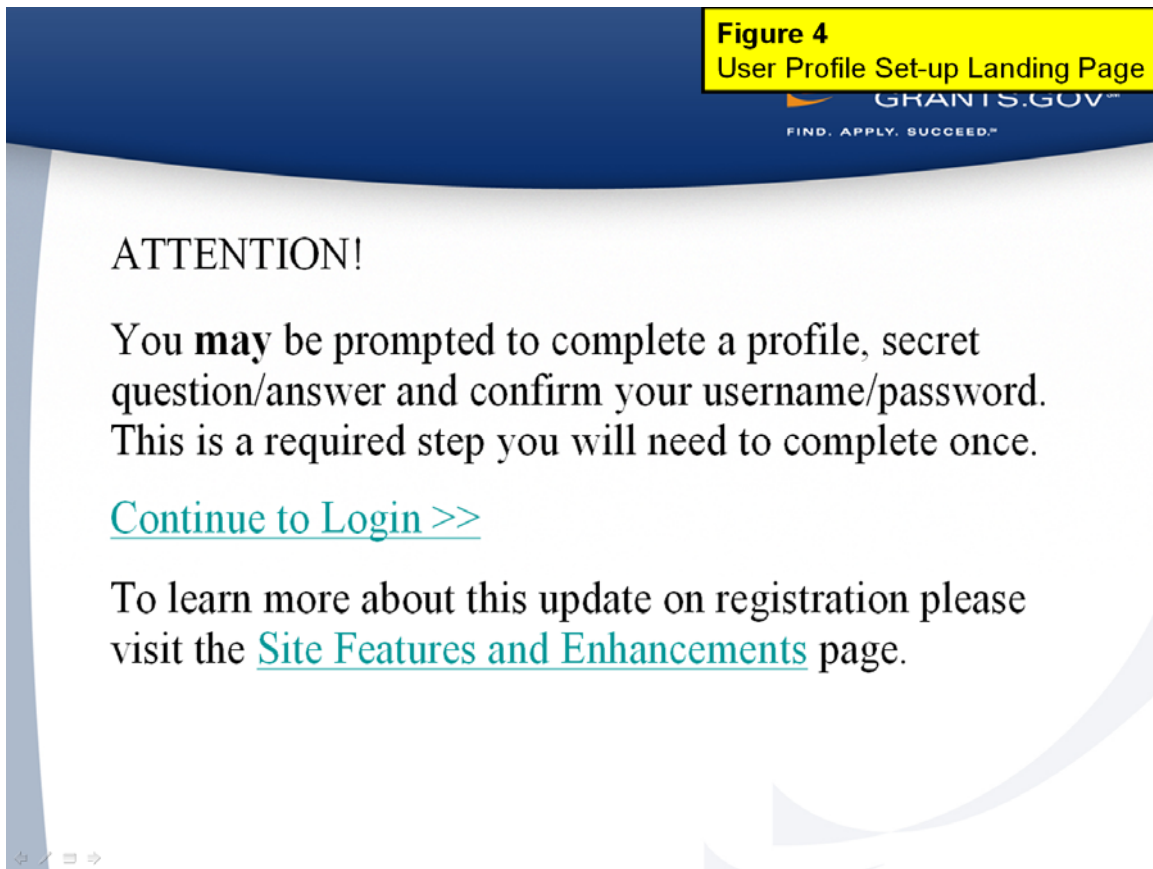 Figure 4
User Profile Set-up Landing Page
GRANTS.GOV℠
FIND. APPLY. SUCCEED.℠
ATTENTION!
You may be prompted to complete a profile, secret
question/answer and confirm your username/password.
This is a required step you will need to complete once.
Continue to Login >>
To learn more about this update on registration please
visit the Site Features and Enhancements page.